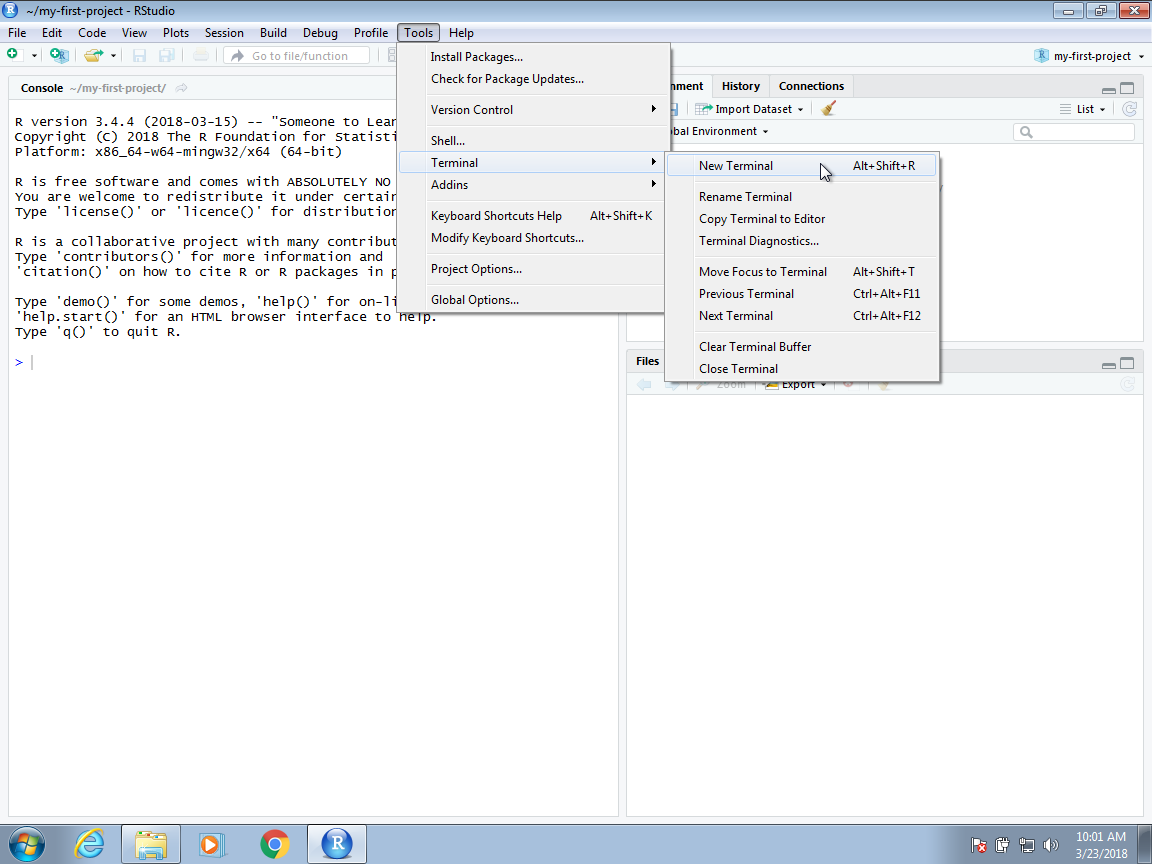 ~/my-first-project - RStudio
File Edit Code View Plots Session Build Debug Profile Tools Help
Go to file/function
my-first-project
Console ~/my-first-project/
R version 3.4.4 (2018-03-15) -- "Someone to Lear
Copyright (C) 2018 The R Foundation for Statisti
Platform: x86_64-w64-mingw32/x64 (64-bit)
R is free software and comes with ABSOLUTELY NO
You are welcome to redistribute it under certain
Type 'license()' or 'licence()' for distribution
R is a collaborative project with many contribut
Type 'contributors()' for more information and
'citation()' on how to cite R or R packages in p
Type 'demo()' for some demos, 'help()' for on-li
'help.start()' for an HTML browser interface to help.
Type 'q()' to quit R.
>
Install Packages...
Check for Package Updates...
Version Control
Shell...
Terminal
Addins
Keyboard Shortcuts Help Alt+Shift+K
Modify Keyboard Shortcuts...
Project Options...
Global Options...
nment History Connections
Import Dataset List
bal Environment
New Terminal Alt+Shift+R
Rename Terminal
Copy Terminal to Editor
Terminal Diagnostics...
Move Focus to Terminal Alt+Shift+T
Previous Terminal Ctrl+Alt+F11
Next Terminal Ctrl+Alt+F12
Clear Terminal Buffer
Close Terminal
Files
Zoom Export
10:01 AM
3/23/2018